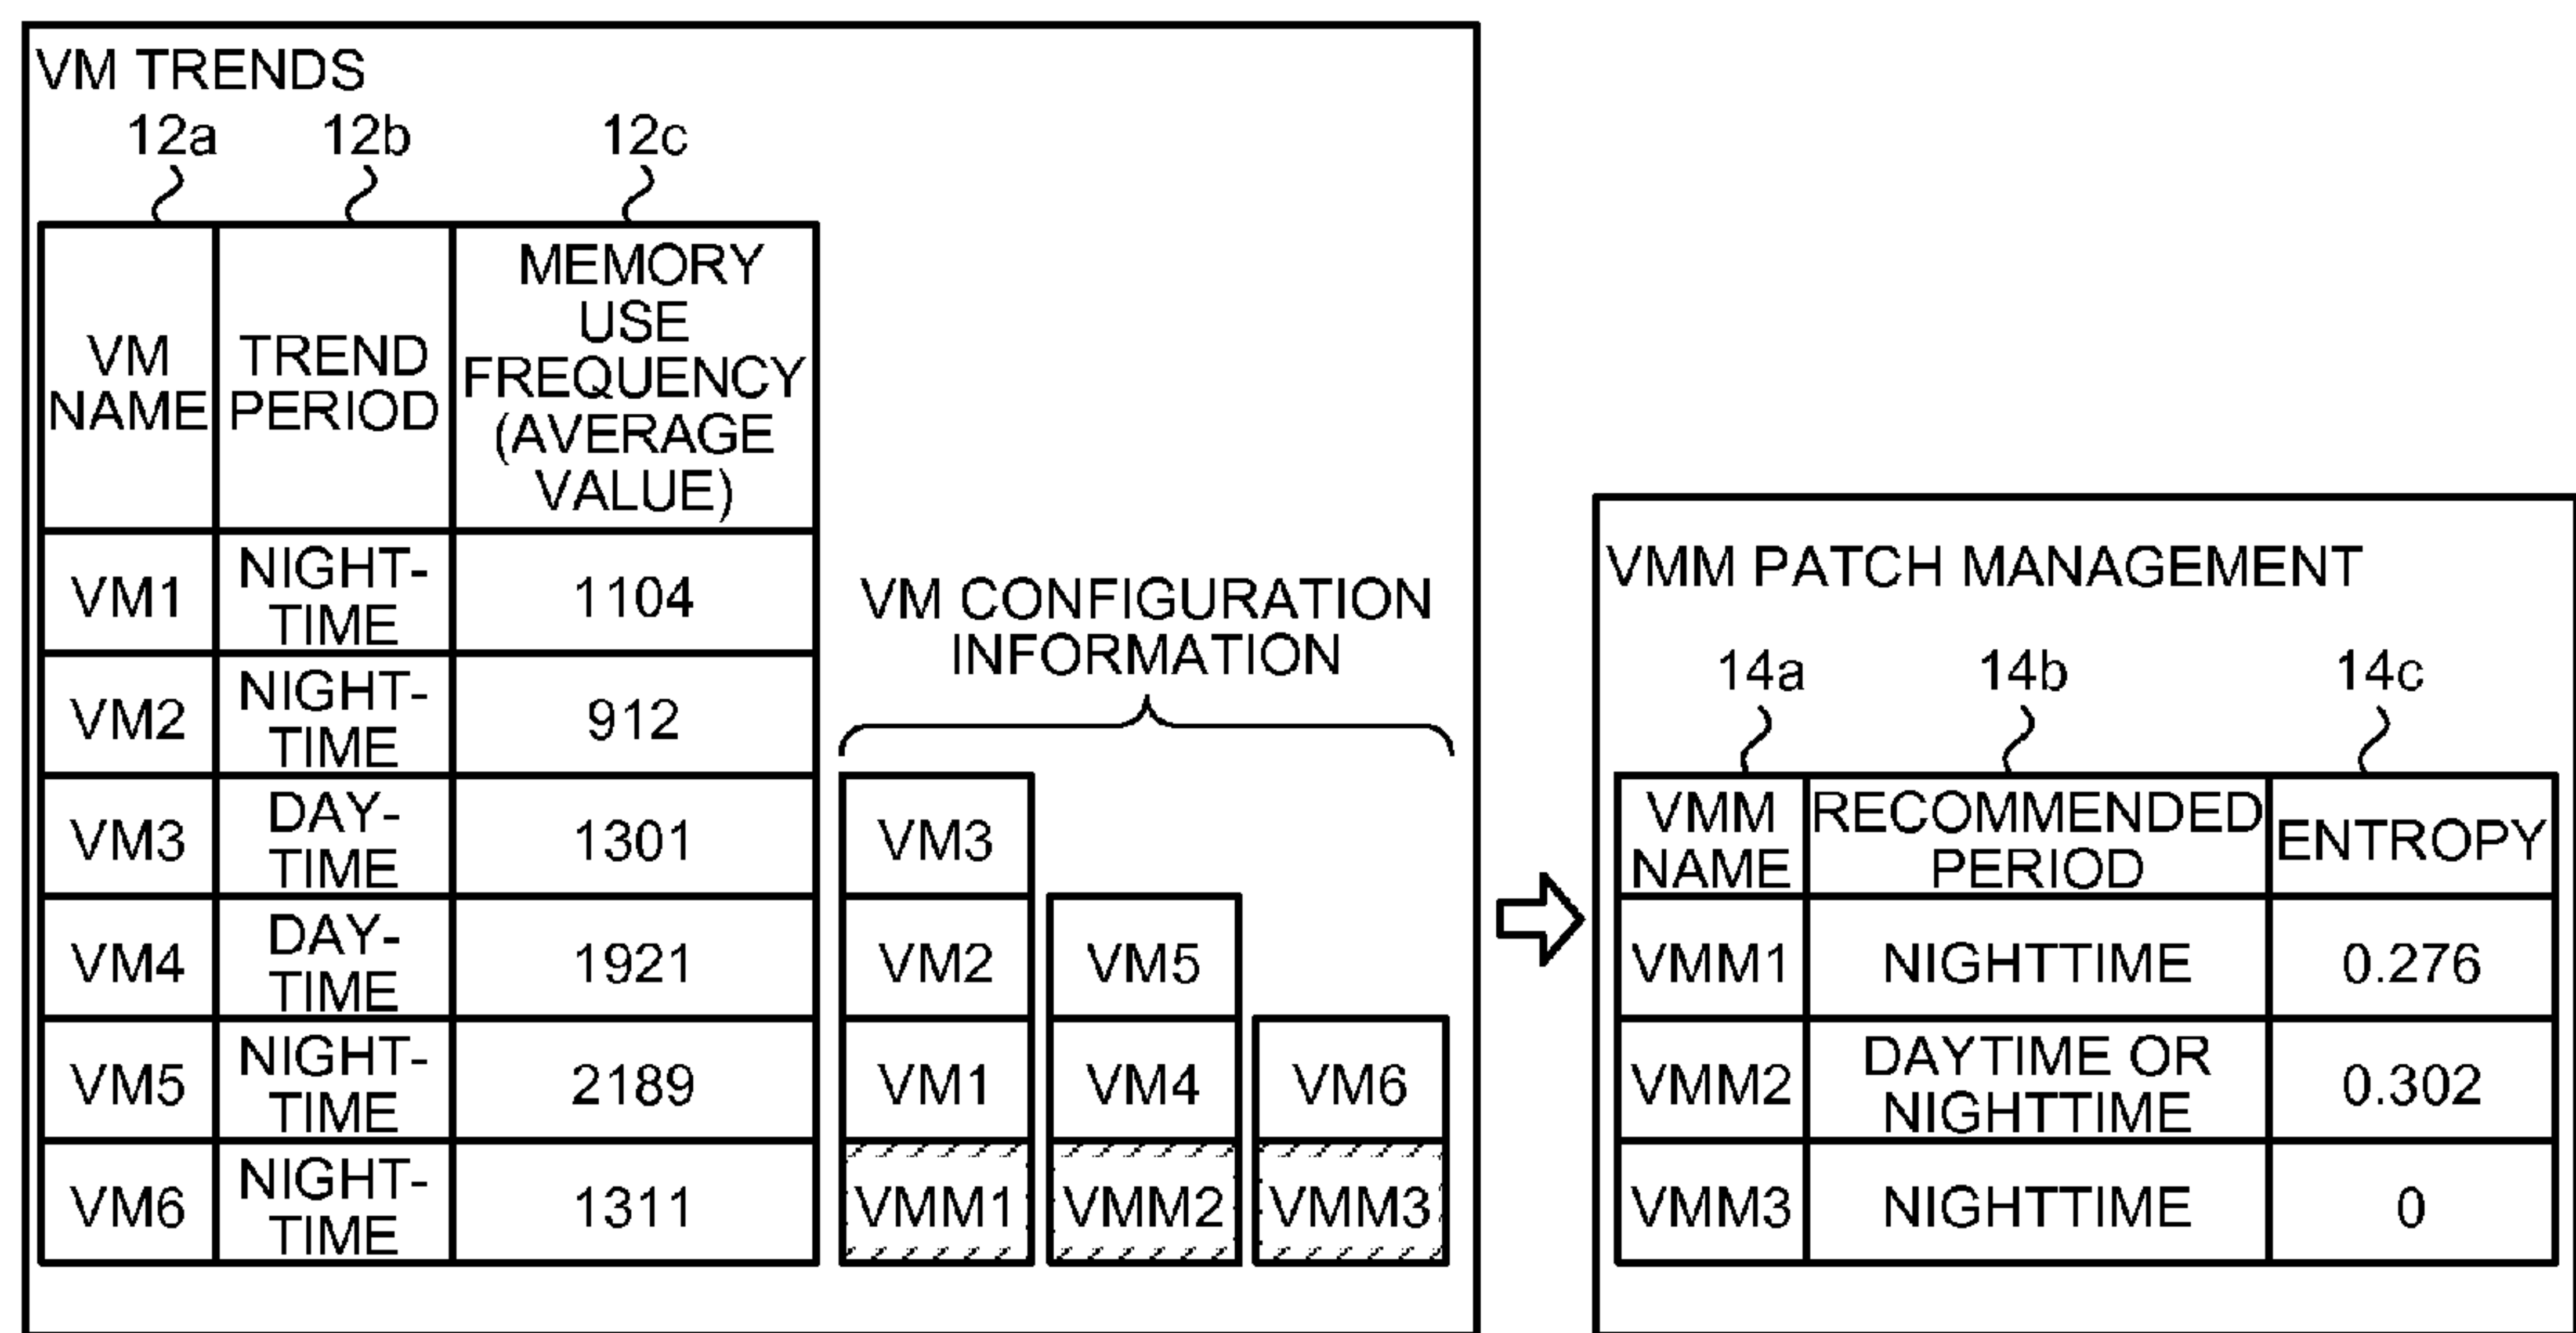 VM TRENDS
12a 12b 12c
VM
NAME
TREND
PERIOD
MEMORY
USE
FREQUENCY
(AVERAGE
VALUE)
VM1
NIGHT-
TIME
1104
VM2
NIGHT-
TIME
912
VM3
DAY-
TIME
1301
VM4
DAY-
TIME
1921
VM5
NIGHT-
TIME
2189
VM6
NIGHT-
TIME
1311
VM CONFIGURATION
INFORMATION
VM3
VM2
VM1
VMM1
VM5
VM4
VMM2
VM6
VMM3
VMM PATCH MANAGEMENT
14a 14b 14c
VMM
NAME
RECOMMENDED
PERIOD
ENTROPY
VMM1
NIGHTTIME
0.276
VMM2
DAYTIME OR
NIGHTTIME
0.302
VMM3
NIGHTTIME
0